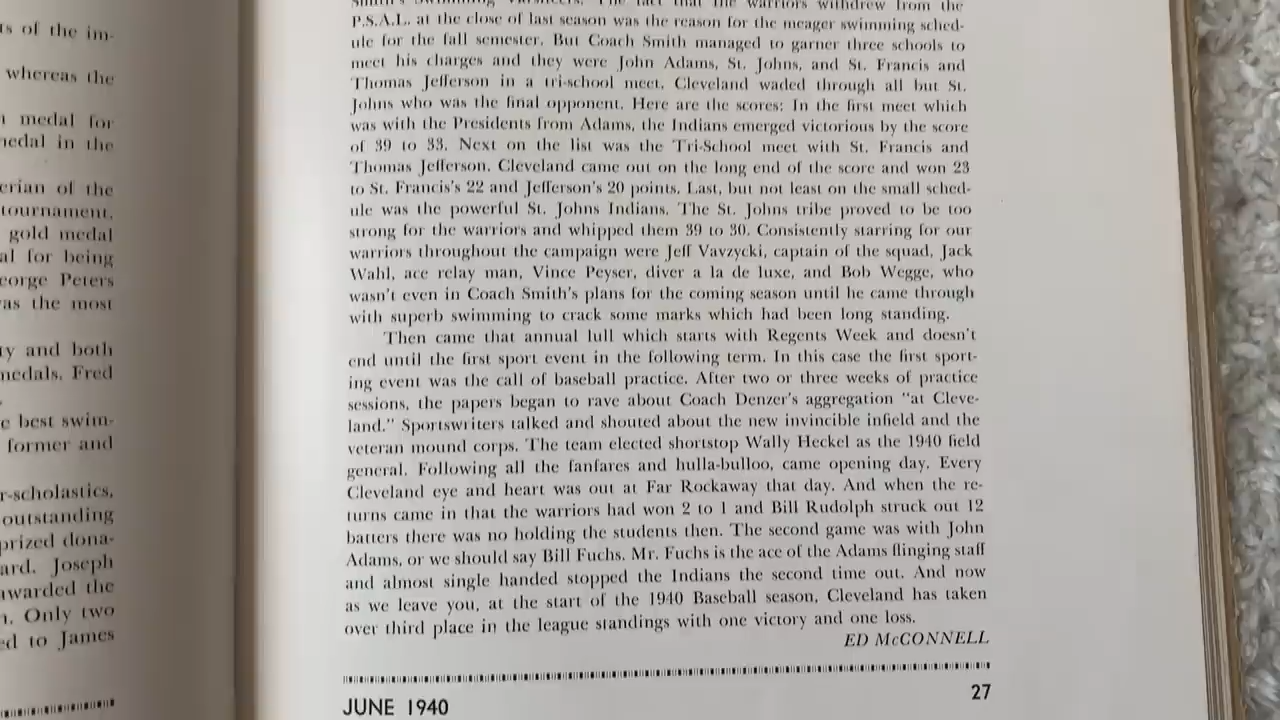 ts of the im-
whereas the
medal for
medal in the
erian of the
tournament,
gold medal
al for being
eorge Peters
as the most
ty and both
medals. Fred
e best swim-
former and
r-scholastics,
outstanding
prized dona-
ard. Joseph
awarded the
n. Only two
ed to James
Smith's Swimming The fact that the warriors withdrew from the
P.S.A.L. at the close of last season was the reason for the meager swimming sched-
ule for the fall semester. But Coach Smith managed to garner three schools to
meet his charges and they were John Adams, St. Johns, and St. Francis and
Thomas Jefferson in a tri-school meet. Cleveland waded through all but St.
Johns who was the final opponent. Here are the scores: In the first meet which
was with the Presidents from Adams, the Indians emerged victorious by the score
of 39 to 33. Next on the list was the Tri-School meet with St. Francis and
Thomas Jefferson. Cleveland came out on the long end of the score and won 23
to St. Francis's 22 and Jefferson's 20 points. Last, but not least on the small sched-
ule was the powerful St. Johns Indians. The St. Johns tribe proved to be too
strong for the warriors and whipped them 39 to 30. Consistently starring for our
warriors throughout the campaign were Jeff Vavzycki, captain of the squad, Jack
Wahl, ace relay man, Vince Peyser, diver a la de luxe, and Bob Wegge, who
wasn't even in Coach Smith's plans for the coming season until he came through
with superb swimming to crack some marks which had been long standing.
Then came that annual lull which starts with Regents Week and doesn't
end until the first sport event in the following term. In this case the first sport-
ing event was the call of baseball practice. After two or three weeks of practice
sessions, the papers began to rave about Coach Denzer's aggregation "at Cleve-
land." Sportswriters talked and shouted about the new invincible infield and the
veteran mound corps. The team elected shortstop Wally Heckel as the 1940 field
general. Following all the fanfares and hulla-bulloo, came opening day. Every
Cleveland eye and heart was out at Far Rockaway that day. And when the re-
turns came in that the warriors had won 2 to 1 and Bill Rudolph struck out 12
batters there was no holding the students then. The second game was with John
Adams, or we should say Bill Fuchs. Mr. Fuchs is the ace of the Adams flinging staff
and almost single handed stopped the Indians the second time out. And now
as we leave you, at the start of the 1940 Baseball season, Cleveland has taken
over third place in the league standings with one victory and one loss.
ED McCONNELL
JUNE 1940
27